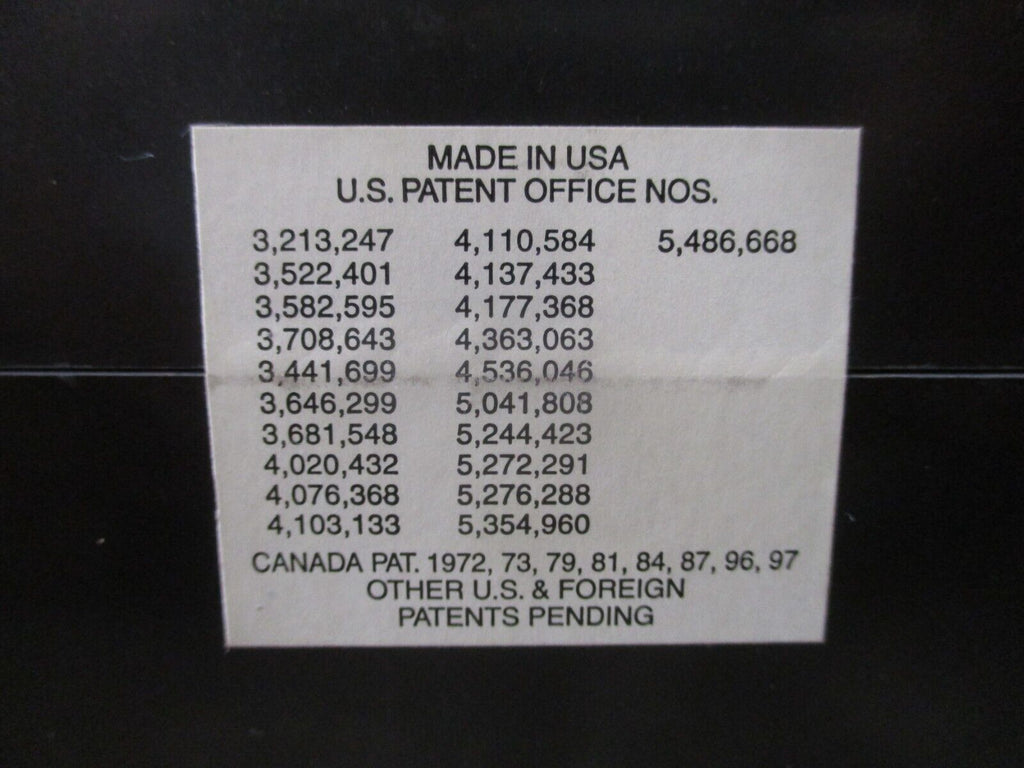 MADE IN USA
U.S. PATENT OFFICE NOS.
3,213,247 4,110,584 5,486,668
3,522,401 4,137,433
3,582,595 4,177,368
3,708,643 4,363,063
3,441,699 4,536,046
3,646,299 5,041,808
3,681,548 5,244,423
4,020,432 5,272,291
4,076,368 5,276,288
4,103,133 5,354,960
CANADA PAT. 1972, 73, 79, 81, 84, 87, 96, 97
OTHER U.S. & FOREIGN
PATENTS PENDING